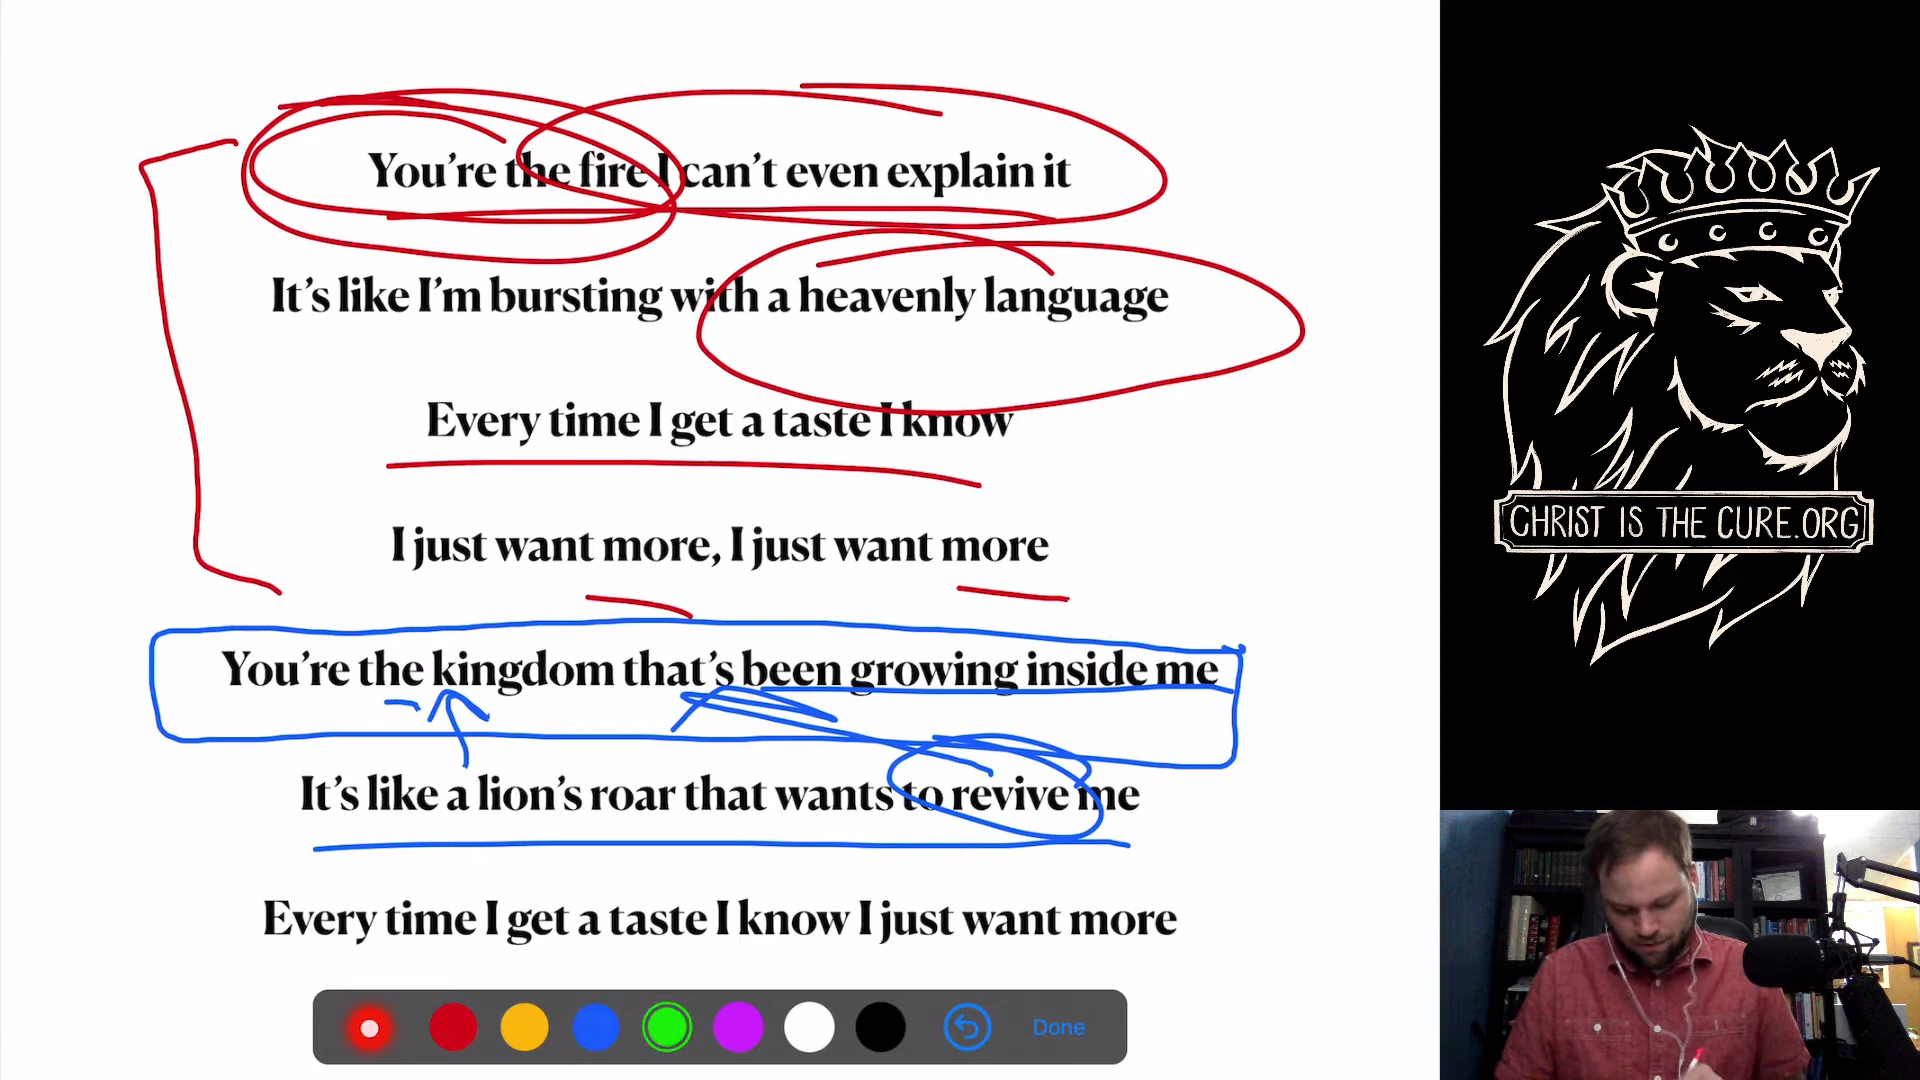 You’re the fire I can’t even explain it
It’s like I’m bursting with a heavenly language
Every time I get a taste I know
I just want more, I just want more
You’re the kingdom that’s been growing inside me
It’s like a lion’s roar that wants to revive me
Every time I get a taste I know I just want more
Done
CHRIST IS THE CURE.ORG